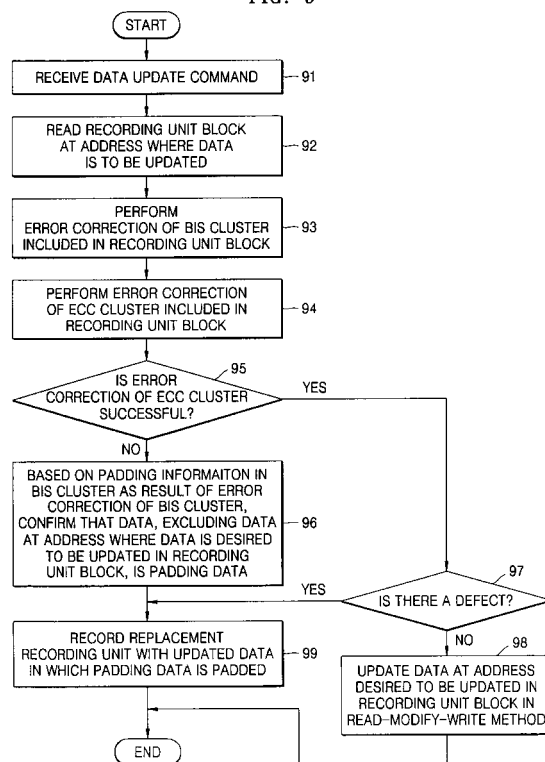 START
RECEIVE DATA UPDATE COMMAND
91
READ RECORDING UNIT BLOCK
AT ADDRESS WHERE DATA
IS TO BE UPDATED
92
PERFORM
ERROR CORRECTION OF BIS CLUSTER
INCLUDED IN RECORDING UNIT BLOCK
93
PERFORM ERROR CORRECTION
OF ECC CLUSTER INCLUDED IN
RECORDING UNIT BLOCK
94
95
IS ERROR
CORRECTION OF ECC CLUSTER
SUCCESSFUL?
YES
NO
BASED ON PADDING INFORMAITON IN
BIS CLUSTER AS RESULT OF ERROR
CORRECTION OF BIS CLUSTER,
CONFIRM THAT DATA, EXCLUDING DATA
AT ADDRESS WHERE DATA IS DESIRED
TO BE UPDATED IN RECORDING
UNIT BLOCK, IS PADDING DATA
96
97
IS THERE A DEFECT?
YES
NO
RECORD REPLACEMENT
RECORDING UNIT WITH UPDATED DATA
IN WHICH PADDING DATA IS PADDED
99
98
UPDATE DATA AT ADDRESS
DESIRED TO BE UPDATED IN
RECORDING UNIT BLOCK IN
READ-MODIFY-WRITE METHOD
END